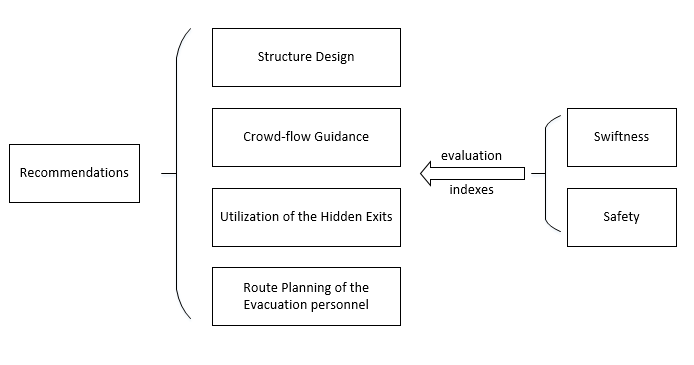 Recommendations
Structure Design
Crowd-flow Guidance
Utilization of the Hidden Exits
Route Planning of the
Evacuation personnel
evaluation
indexes
Swiftness
Safety